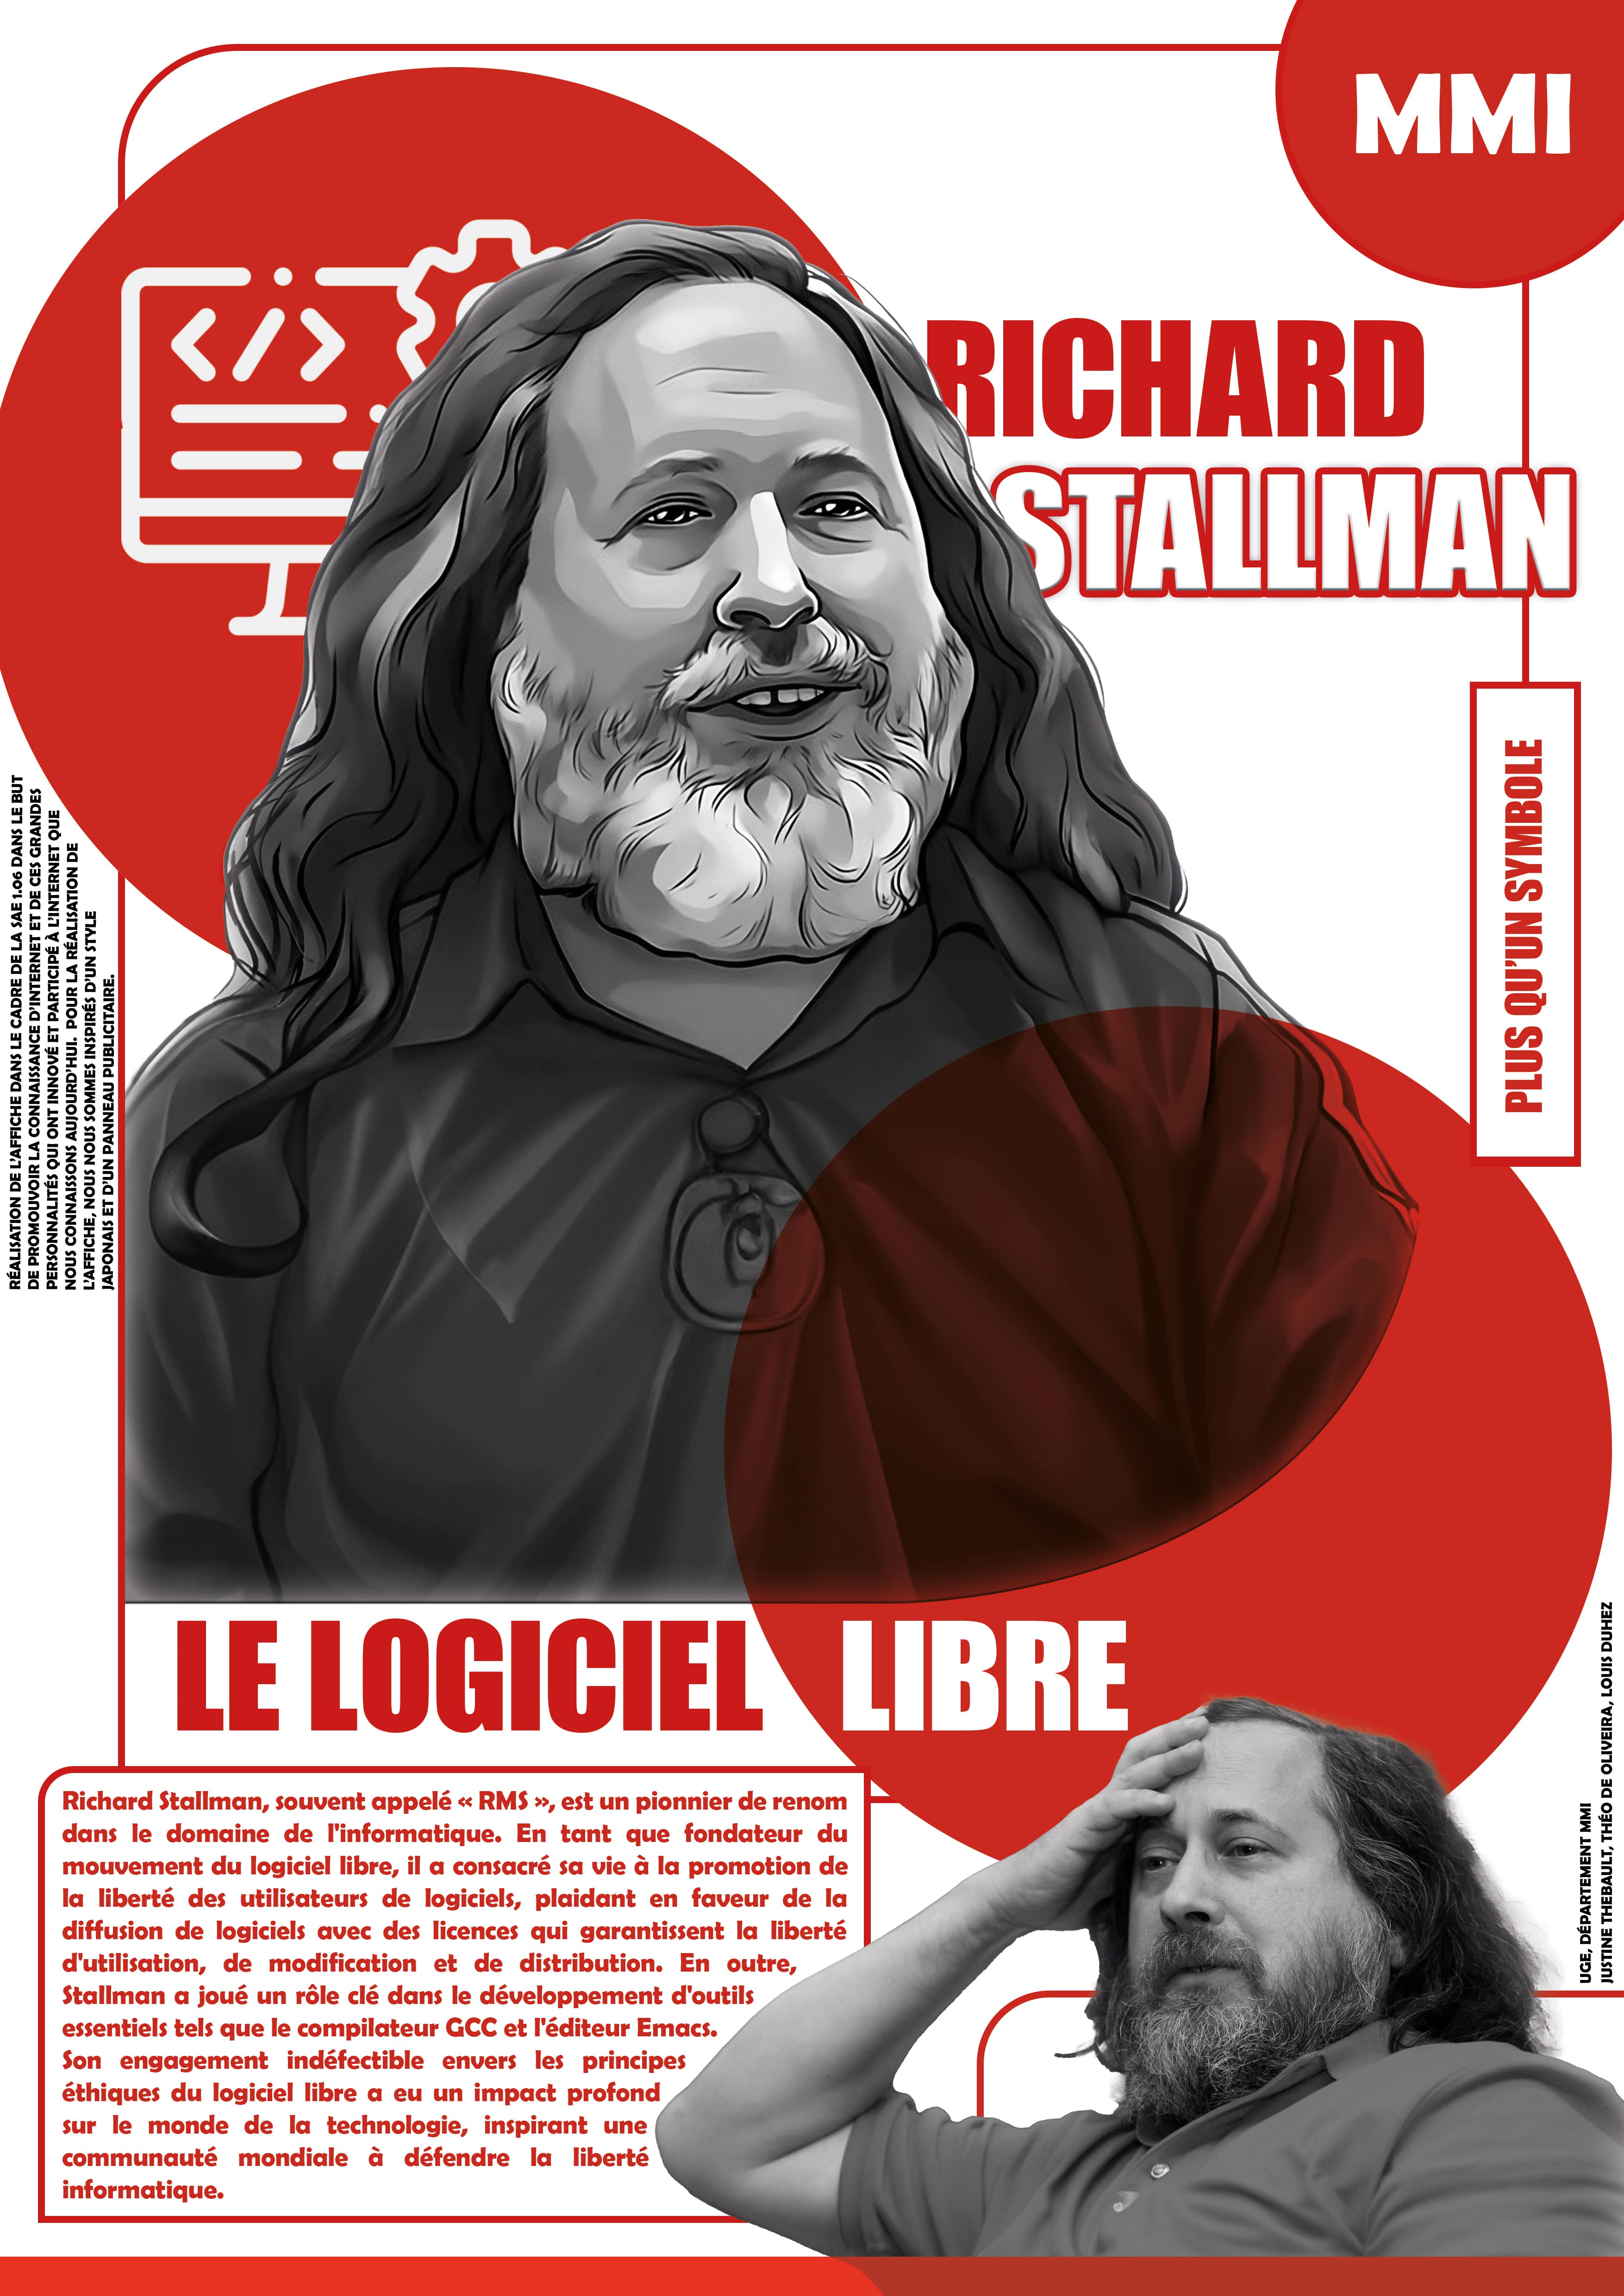 MMI
RICHARD
STALLMAN
PLUS QU'UN SYMBOLE
RÉALISATION DE L'AFFICHE DANS LE CADRE DE LA SAE 1.06 DANS LE BUT
DE PROMOUVOIR LA CONNAISSANCE D'INTERNET ET DE CES GRANDES
PERSONNALITÉS QUI ONT INNOVÉ ET PARTICIPÉ À L'INTERNET QUE
NOUS CONNAISSONS AUJOURD'HUI. POUR LA RÉALISATION DE
L'AFFICHE, NOUS NOUS SOMMES INSPIRÉS D'UN STYLE
JAPONAIS ET D'UN PANNEAU PUBLICITAIRE.
LE LOGICIEL LIBRE
Richard Stallman, souvent appelé « RMS », est un pionnier de renom
dans le domaine de l'informatique. En tant que fondateur du
mouvement du logiciel libre, il a consacré sa vie à la promotion de
la liberté des utilisateurs de logiciels, plaidant en faveur de la
diffusion de logiciels avec des licences qui garantissent la liberté
d'utilisation, de modification et de distribution. En outre,
Stallman a joué un rôle clé dans le développement d'outils
essentiels tels que le compilateur GCC et l'éditeur Emacs.
Son engagement indéfectible envers les principes
éthiques du logiciel libre a eu un impact profond
sur le monde de la technologie, inspirant une
communauté mondiale à défendre la liberté
informatique.
UGE, DÉPARTEMENT MMI
JUSTINE THEBAULT, THÉO DE OLIVEIRA, LOUIS DUHEZ